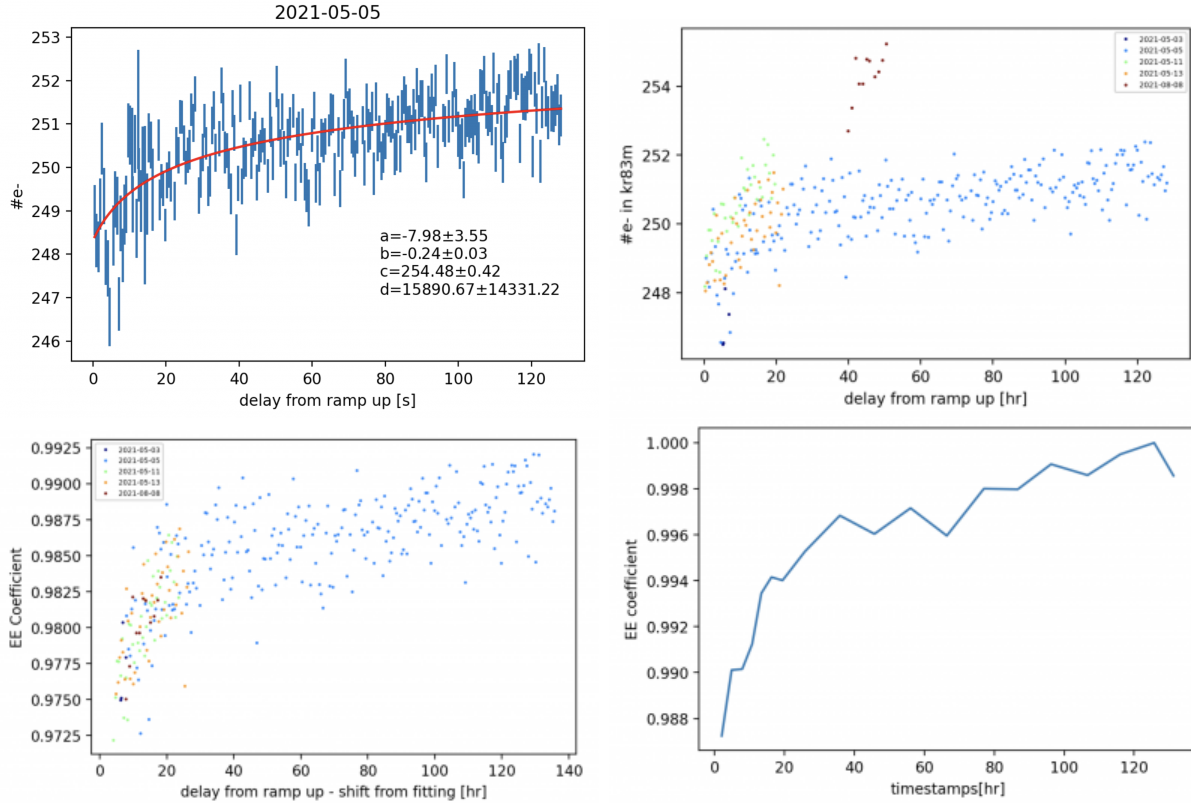 2021-05-05
253
252
251
250
249
248
247
246
#e-
a=-7.98±3.55
b=-0.24±0.03
c=254.48±0.42
d=15890.67±14331.22
0 20 40 60 80 100 120
delay from ramp up [s]
254
252
250
248
#e- in kr83m
2021-05-03
2021-05-05
2021-05-11
2021-05-13
2021-08-08
0 20 40 60 80 100 120
delay from ramp up [hr]
0.9925
0.9900
0.9875
0.9850
0.9825
0.9800
0.9775
0.9750
0.9725
EE Coefficient
2021-05-03
2021-05-05
2021-05-11
2021-05-13
2021-08-08
0 20 40 60 80 100 120 140
delay from ramp up - shift from fitting [hr]
1.000
0.998
0.996
0.994
0.992
0.990
0.988
EE coefficient
0 20 40 60 80 100 120
timestamps[hr]